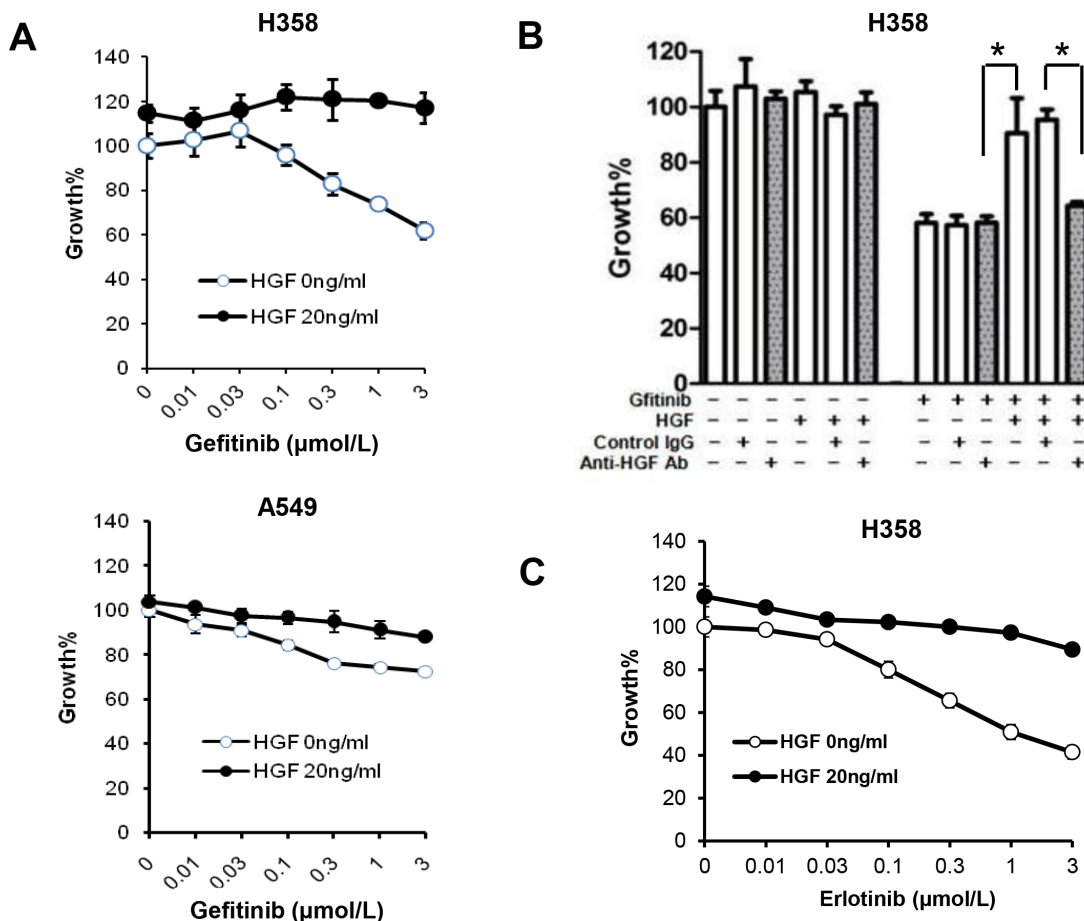 A
H358
140
120
100
80
60
40
20
0
Growth%
HGF 0ng/ml
HGF 20ng/ml
0 0.01 0.03 0.1 0.3 1 3
Gefitinib (µmol/L)
B
H358
120
100
80
60
40
20
0
Growth%
* *
Gfitinib − − − − − − + + + + + +
HGF − − − + + + − − − + + +
Control IgG − + − − + − − + − − + −
Anti-HGF Ab − − + − − + − − + − − +
A549
140
120
100
80
60
40
20
0
Growth%
HGF 0ng/ml
HGF 20ng/ml
0 0.01 0.03 0.1 0.3 1 3
Gefitinib (µmol/L)
C
H358
140
120
100
80
60
40
20
0
Growth%
HGF 0ng/ml
HGF 20ng/ml
0 0.01 0.03 0.1 0.3 1 3
Erlotinib (µmol/L)